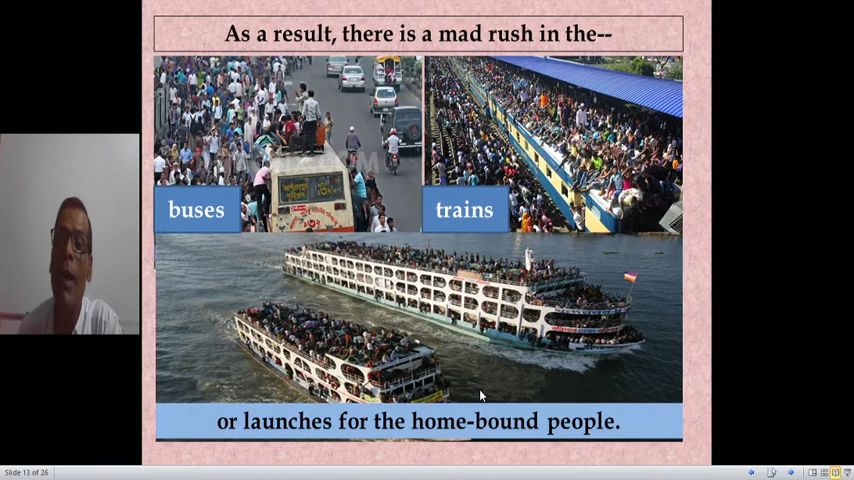 As a result, there is a mad rush in the--
buses
trains
or launches for the home-bound people.
Slide 13 of 26